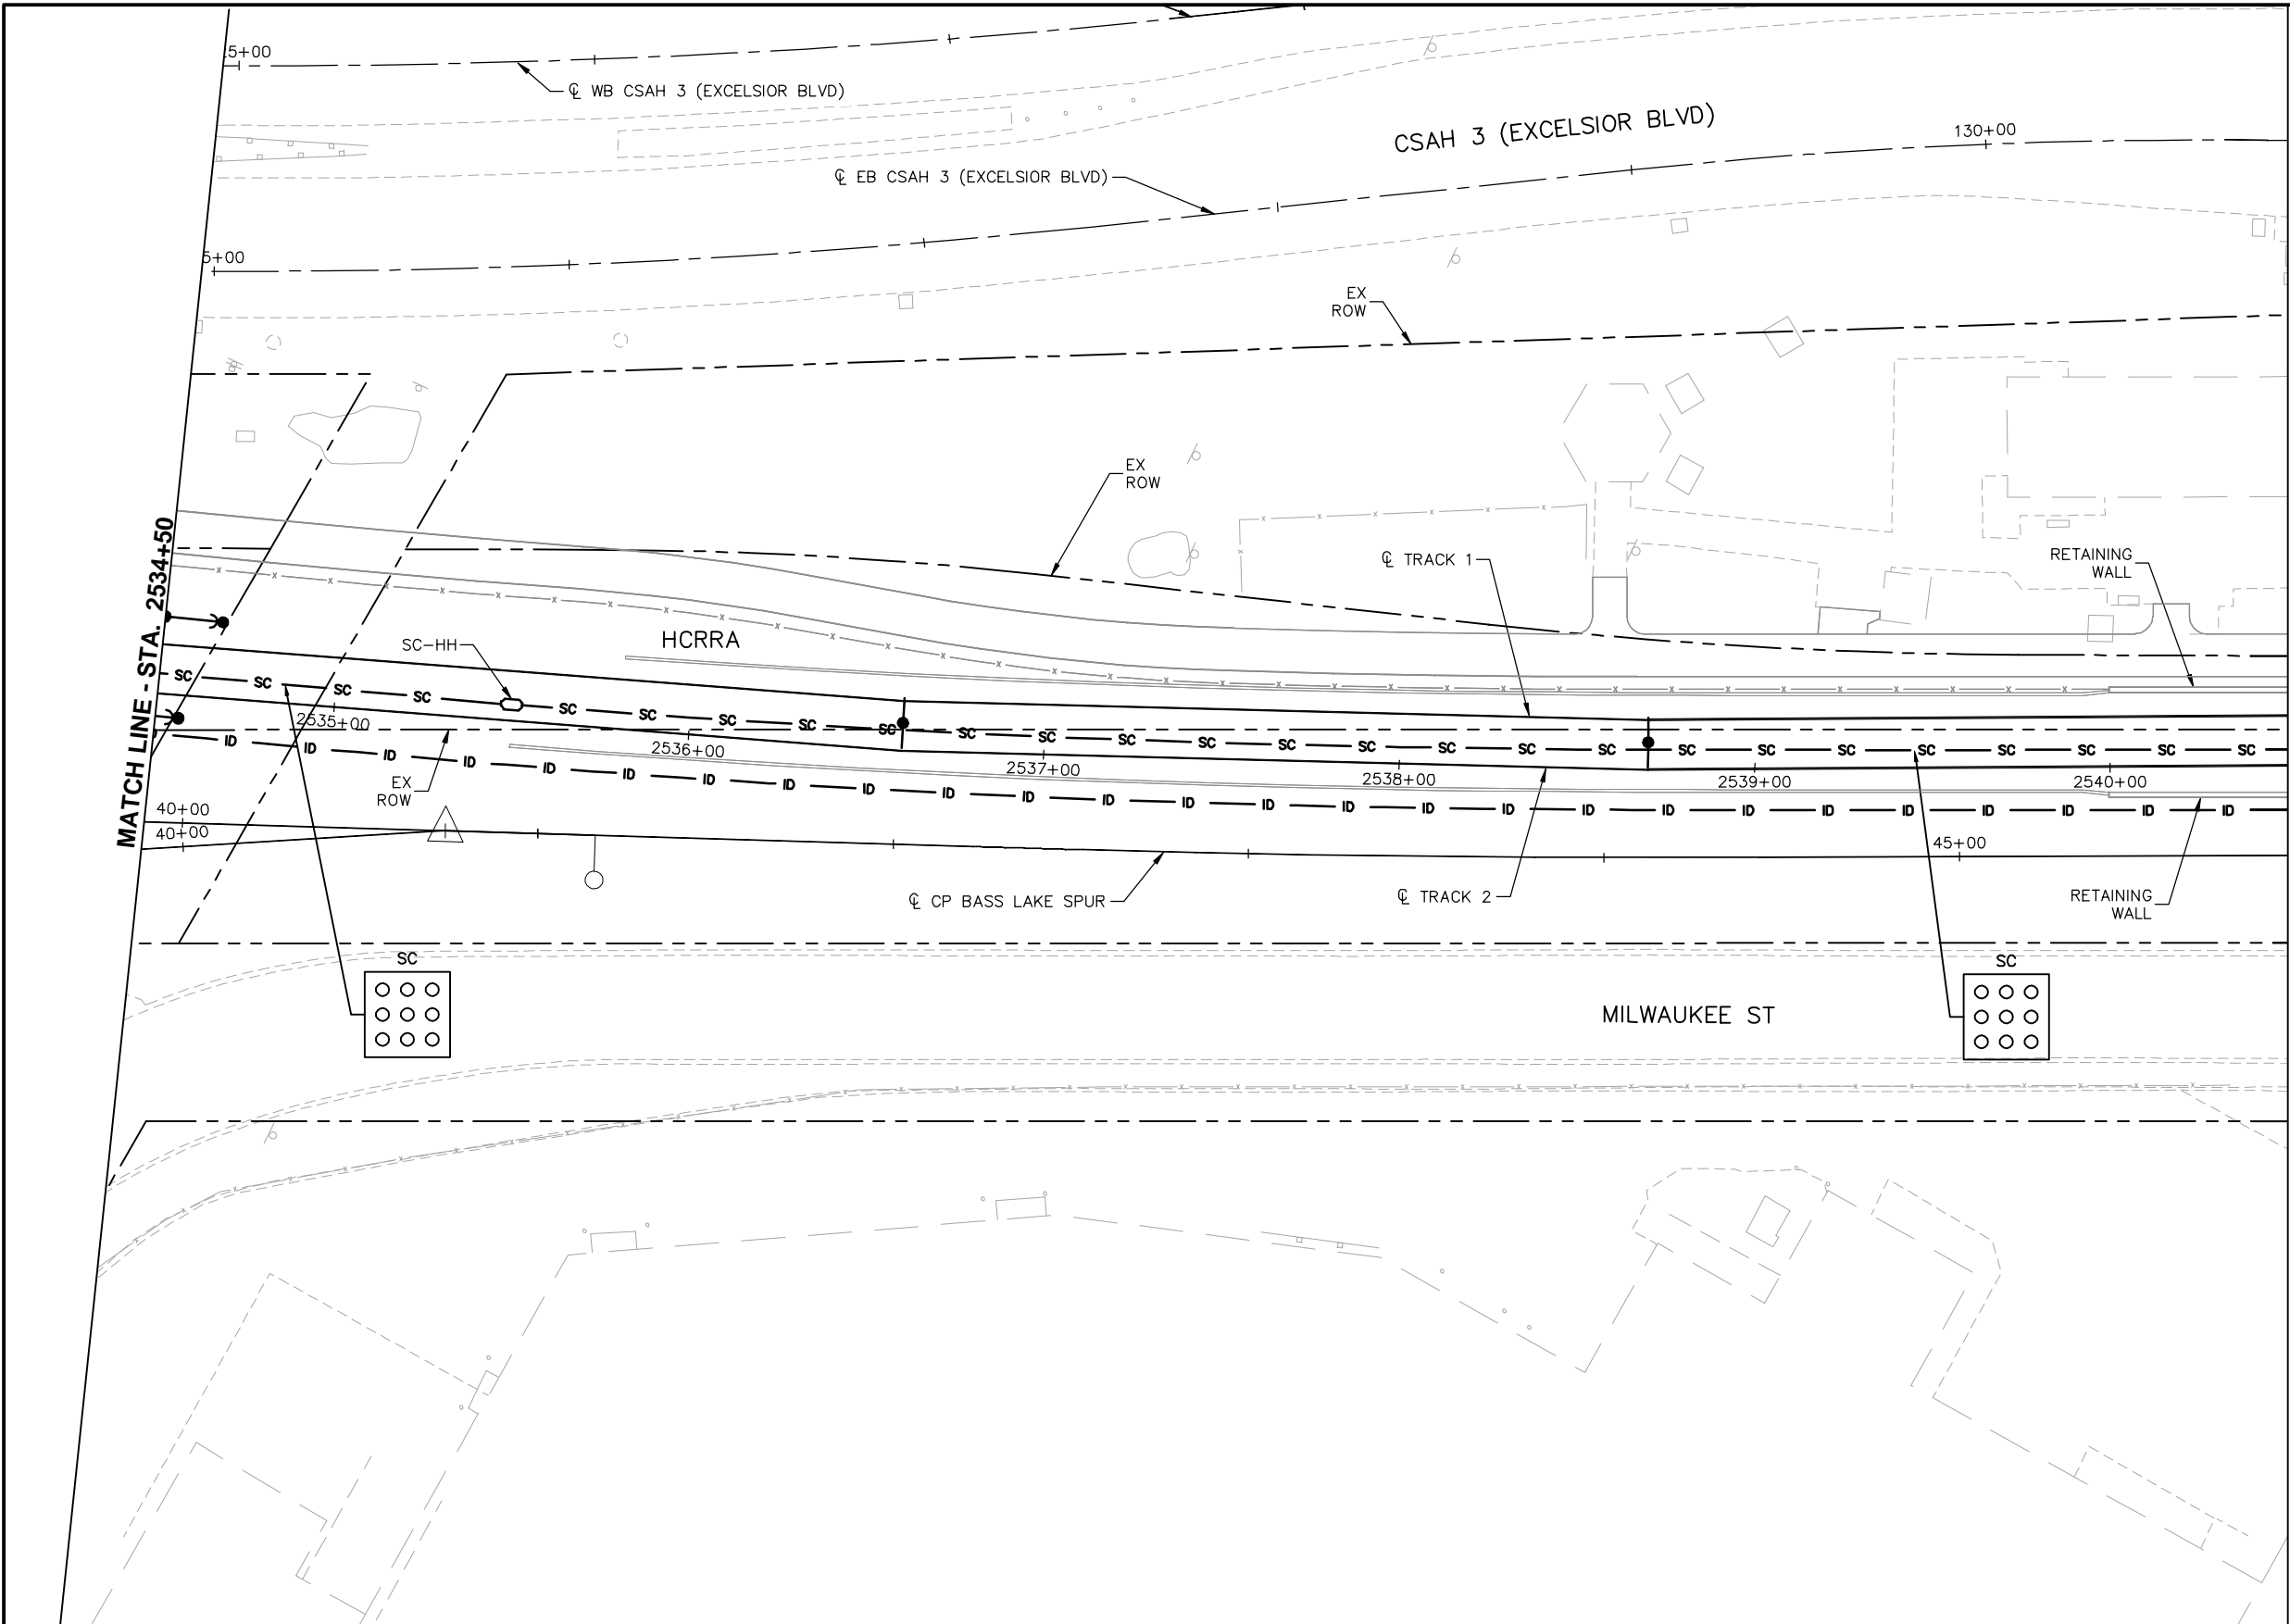 5+00
℄ WB CSAH 3 (EXCELSIOR BLVD)
CSAH 3 (EXCELSIOR BLVD)
130+00
℄ EB CSAH 3 (EXCELSIOR BLVD)
5+00
EX
ROW
EX
ROW
℄ TRACK 1
RETAINING
WALL
MATCH LINE - STA. 2534+50
SC-HH
HCRRA
SC SC SC SC SC SC SC SC SC SC SC SC SC SC SC SC SC SC SC SC SC SC SC SC SC SC
2535+00
2536+00
2537+00
2538+00
2539+00
2540+00
ID ID ID ID ID ID ID ID ID ID ID ID ID ID ID ID ID ID ID ID ID ID ID ID ID ID
EX
ROW
40+00
40+00
45+00
℄ CP BASS LAKE SPUR
℄ TRACK 2
RETAINING
WALL
SC
SC
MILWAUKEE ST